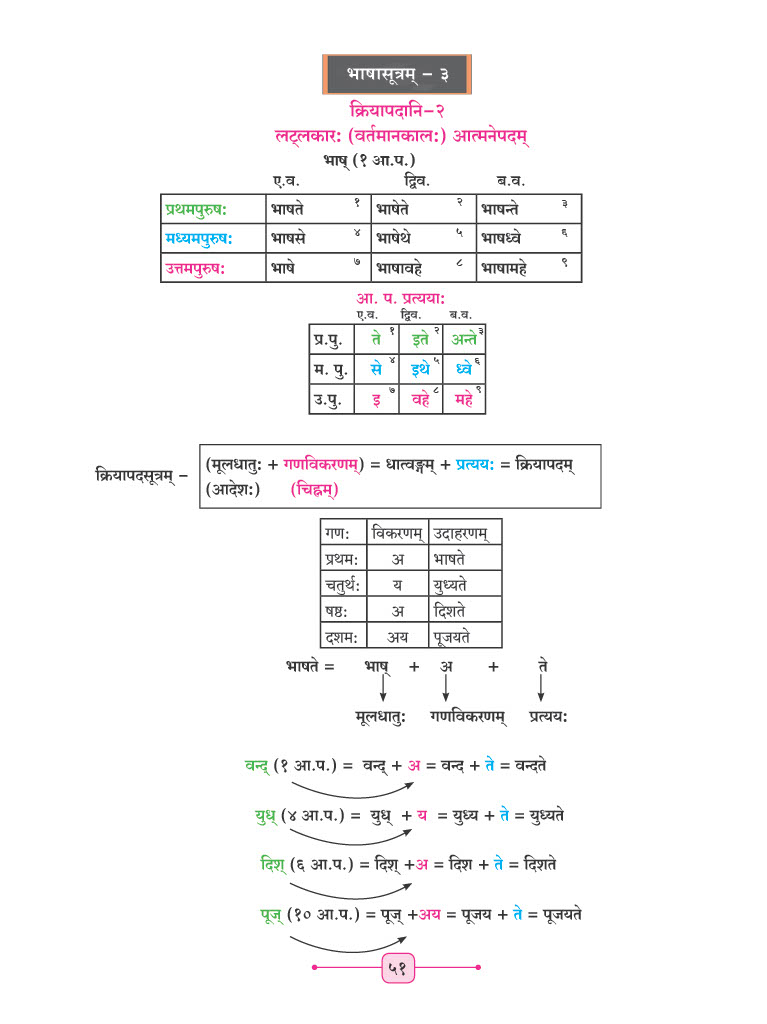 भाषासूत्रम् - ३
क्रियापदानि-२
लट्लकारः (वर्तमानकालः) आत्मनेपदम्
भाष् (१ आ.प.)
ए.व. द्विव. ब.व.
प्रथमपुरुषः भाषते १ भाषेते २ भाषन्ते ३
मध्यमपुरुषः भाषसे ४ भाषेथे ५ भाषध्वे ६
उत्तमपुरुषः भाषे ७ भाषावहे ८ भाषामहे ९
आ. प. प्रत्ययाः
ए.व. द्विव. ब.व.
प्र.पु. ते १ इते २ अन्ते ३
म. पु. से ४ इथे ५ ध्वे ६
उ.पु. इ ७ वहे ८ महे ९
क्रियापदसूत्रम् - (मूलधातुः + गणविकरणम्) = धात्वङ्गम् + प्रत्ययः = क्रियापदम्
(आदेशः) (चिह्नम्)
गणः विकरणम् उदाहरणम्
प्रथमः अ भाषते
चतुर्थः य युध्यते
षष्ठः अ दिशते
दशमः अय पूजयते
भाषते = भाष् + अ + ते
मूलधातुः गणविकरणम् प्रत्ययः
वन्द् (१ आ.प.) = वन्द् + अ = वन्द + ते = वन्दते
युध् (४ आ.प.) = युध् + य = युध्य + ते = युध्यते
दिश् (६ आ.प.) = दिश् +अ = दिश + ते = दिशते
पूज् (१० आ.प.) = पूज् +अय = पूजय + ते = पूजयते
५१